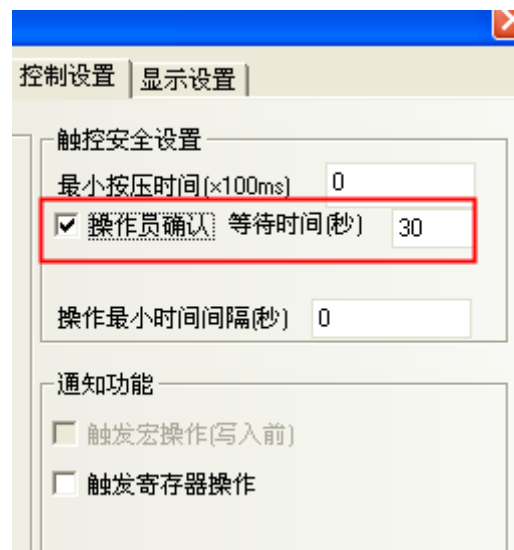 控制设置 显示设置
触控安全设置
最小按压时间(×100ms) 0
操作员确认 等待时间(秒) 30
操作最小时间间隔(秒) 0
通知功能
触发宏操作(写入前)
触发寄存器操作